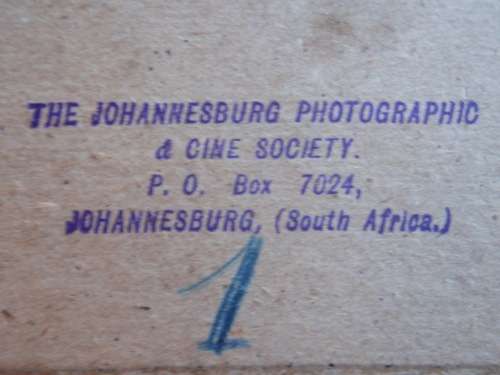 THE JOHANNESBURG PHOTOGRAPHIC
& CINE SOCIETY.
P. O. Box 7024,
JOHANNESBURG, (South Africa.)
1